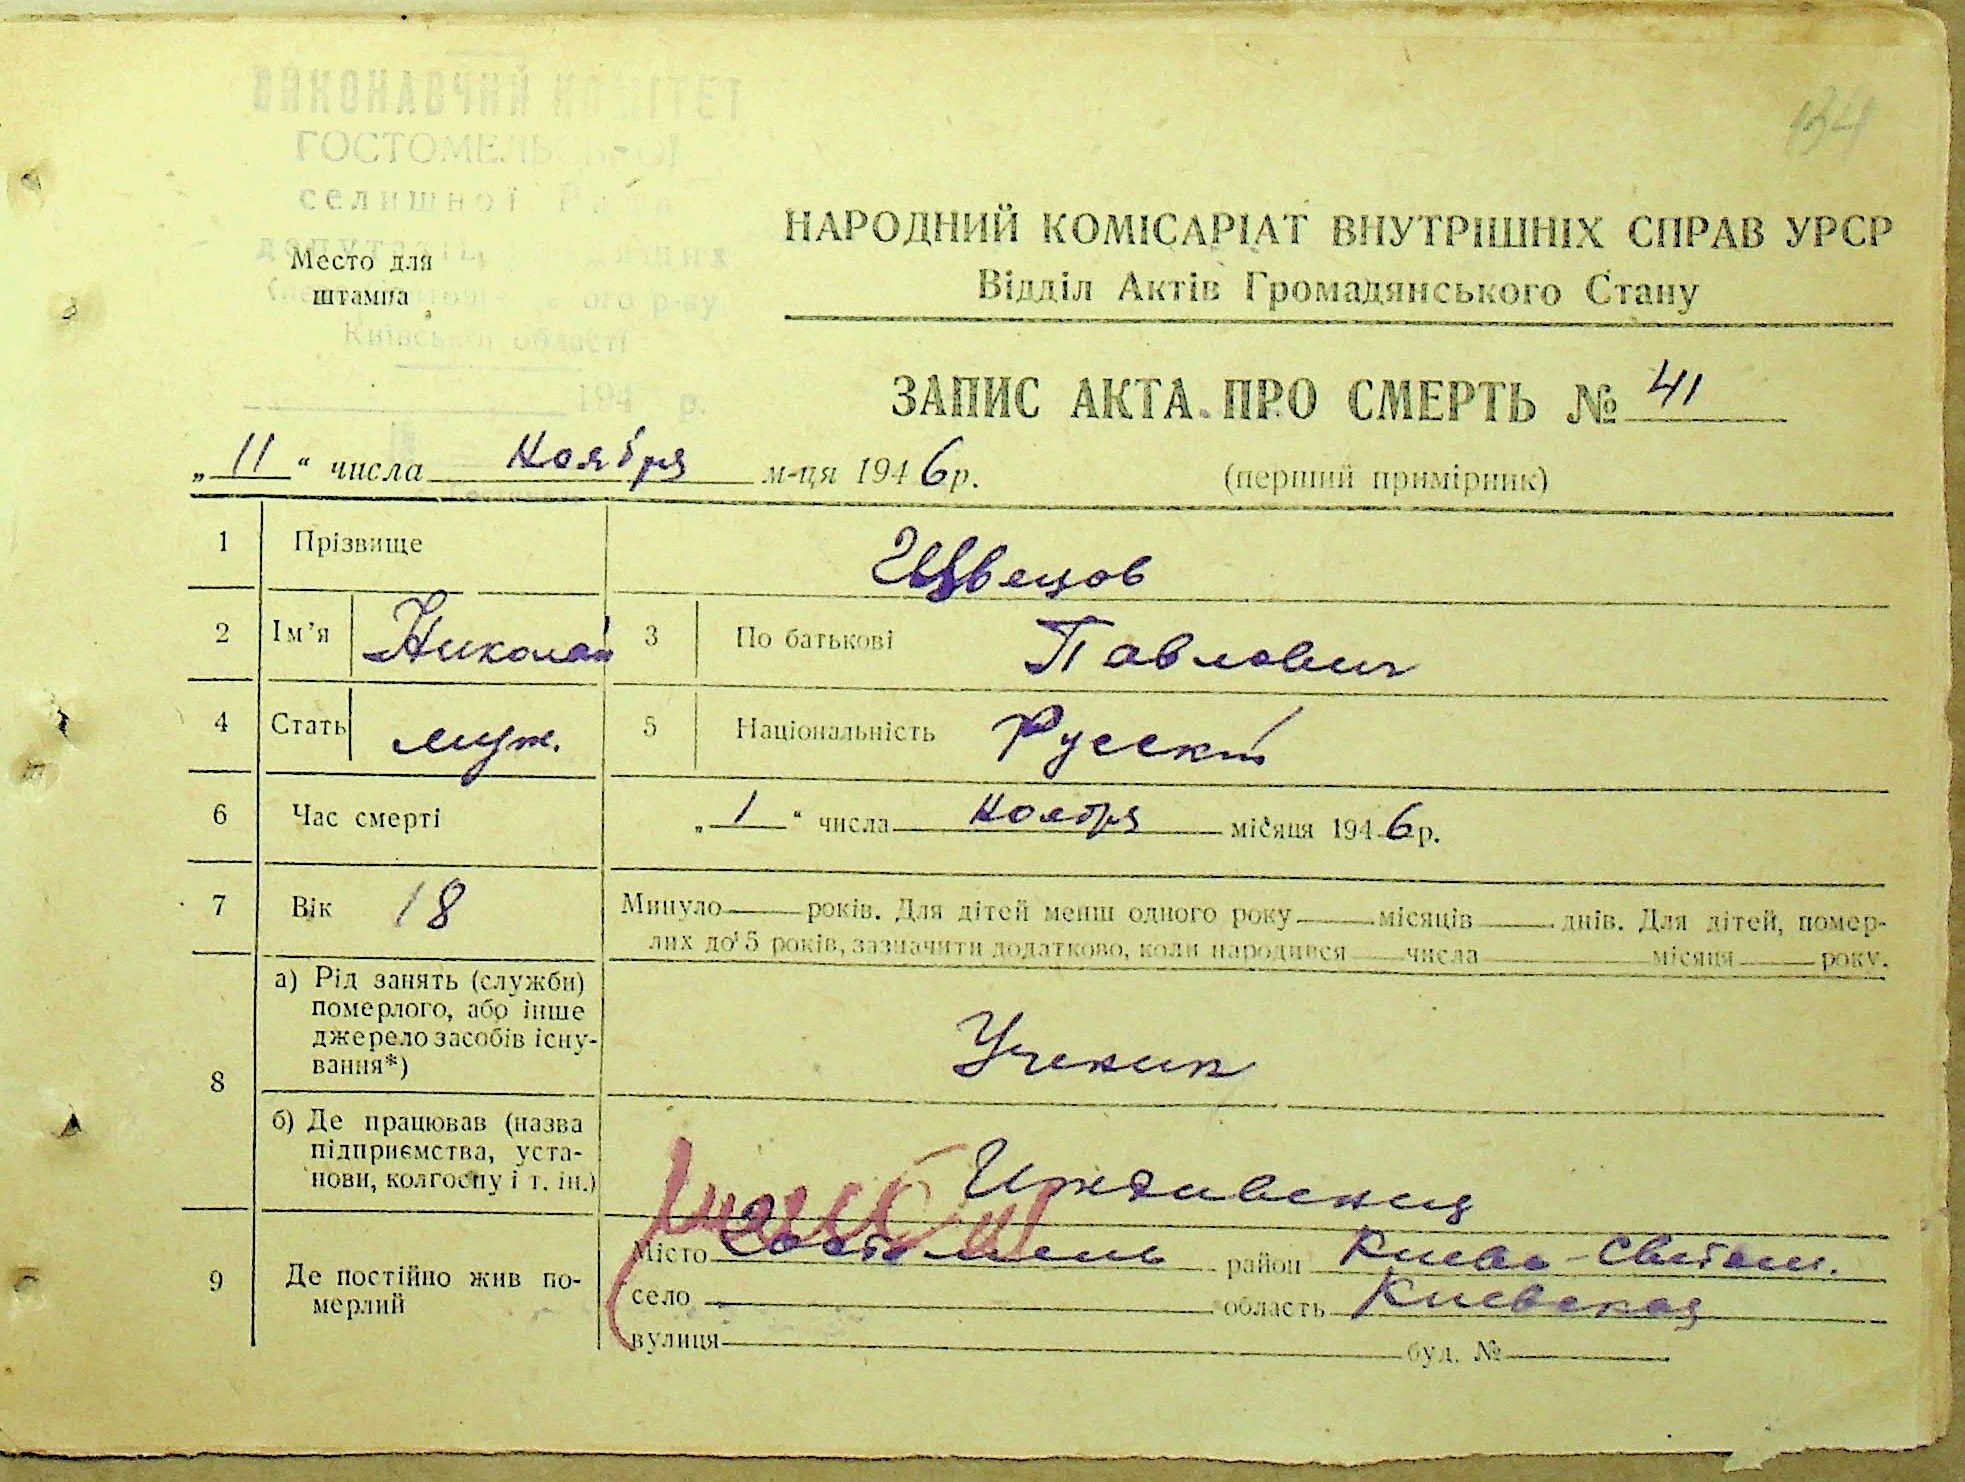 134
ВИКОНАВЧИЙ КОМІТЕТ
ГОСТОМЕЛЬСЬКОЇ
селишної Ради
Київської області
194 р.
Место для
штампа
НАРОДНИЙ КОМІСАРІАТ ВНУТРІШНІХ СПРАВ УРСР
Відділ Актів Громадянського Стану
ЗАПИС АКТА ПРО СМЕРТЬ № 41
„ 11 “ числа ноября м-ця 1946р. (перший примірник)
1 Прізвище Швецов
2 Ім’я Николай 3 По батькові Павлович
4 Стать муж. 5 Національність Русский
6 Час смерті „ 1 “ числа ноября місяця 1946р.
7 Вік 18 Минуло років. Для дітей менш одного року місяців днів. Для дітей, помер-
лих до 5 років, зазначити додатково, коли народився числа місяця року.
8 а) Рід занять (служби)
померлого, або інше
джерело засобів існу-
вання*)
Ученик
б) Де працював (назва
підприємства, уста-
нови, колгоспу і т. ін.)
Иждивенец
9 Де постійно жив по-
мерлий
Місто Гостомель район Киево-Святош.
село область Киевская
вулиця буд. №